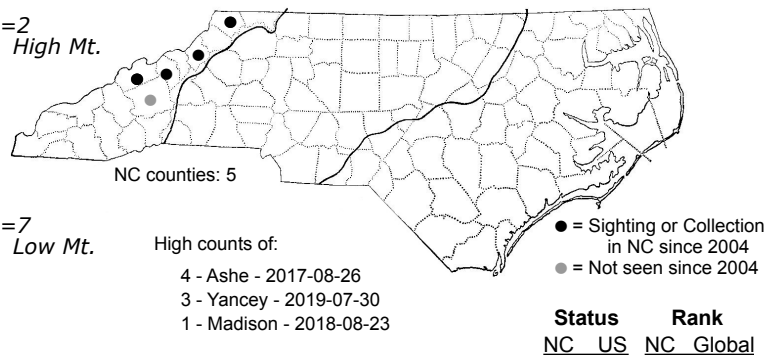 =2
High Mt.
NC counties: 5
=7
Low Mt.
High counts of:
4 - Ashe - 2017-08-26
3 - Yancey - 2019-07-30
1 - Madison - 2018-08-23
= Sighting or Collection
in NC since 2004
= Not seen since 2004
Status Rank
NC US NC Global